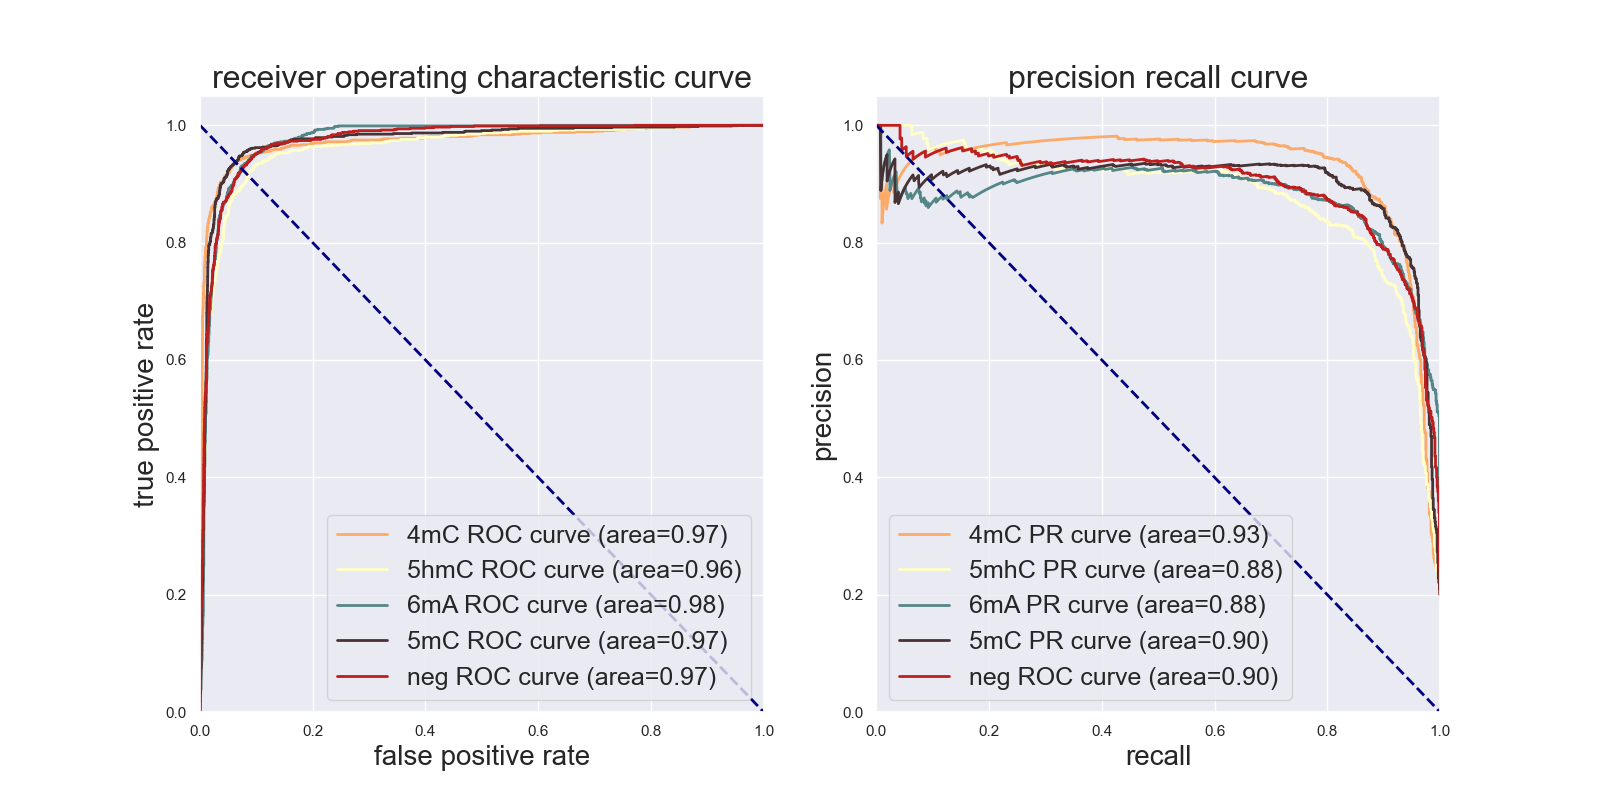 receiver operating characteristic curve
1.0
0.8
0.6
0.4
0.2
0.0
true positive rate
4mC ROC curve (area=0.97)
5hmC ROC curve (area=0.96)
6mA ROC curve (area=0.98)
5mC ROC curve (area=0.97)
neg ROC curve (area=0.97)
0.0 0.2 0.4 0.6 0.8 1.0
false positive rate
precision recall curve
1.0
0.8
0.6
0.4
0.2
0.0
precision
4mC PR curve (area=0.93)
5mhC PR curve (area=0.88)
6mA PR curve (area=0.88)
5mC PR curve (area=0.90)
neg ROC curve (area=0.90)
0.0 0.2 0.4 0.6 0.8 1.0
recall